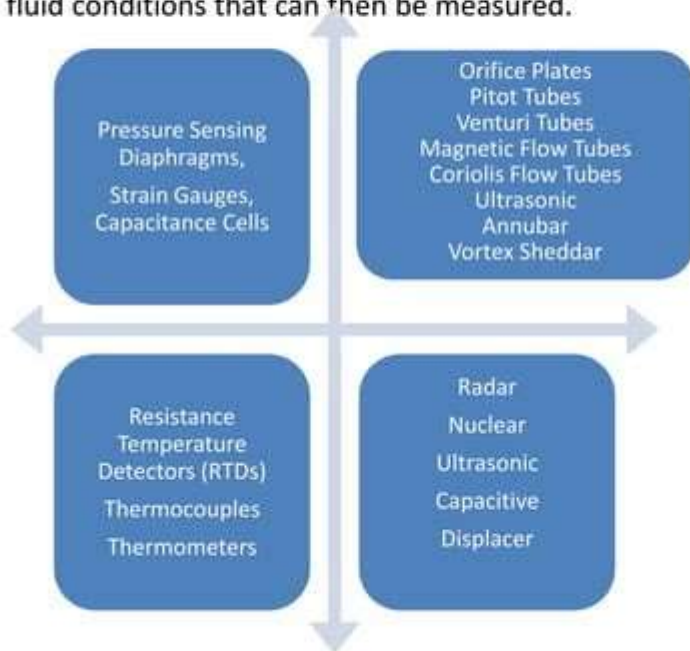 fluid conditions that can then be measured.
Pressure Sensing
Diaphragms,
Strain Gauges,
Capacitance Cells
Orifice Plates
Pitot Tubes
Venturi Tubes
Magnetic Flow Tubes
Coriolis Flow Tubes
Ultrasonic
Annubar
Vortex Sheddar
Resistance
Temperature
Detectors (RTDs)
Thermocouples
Thermometers
Radar
Nuclear
Ultrasonic
Capacitive
Displacer